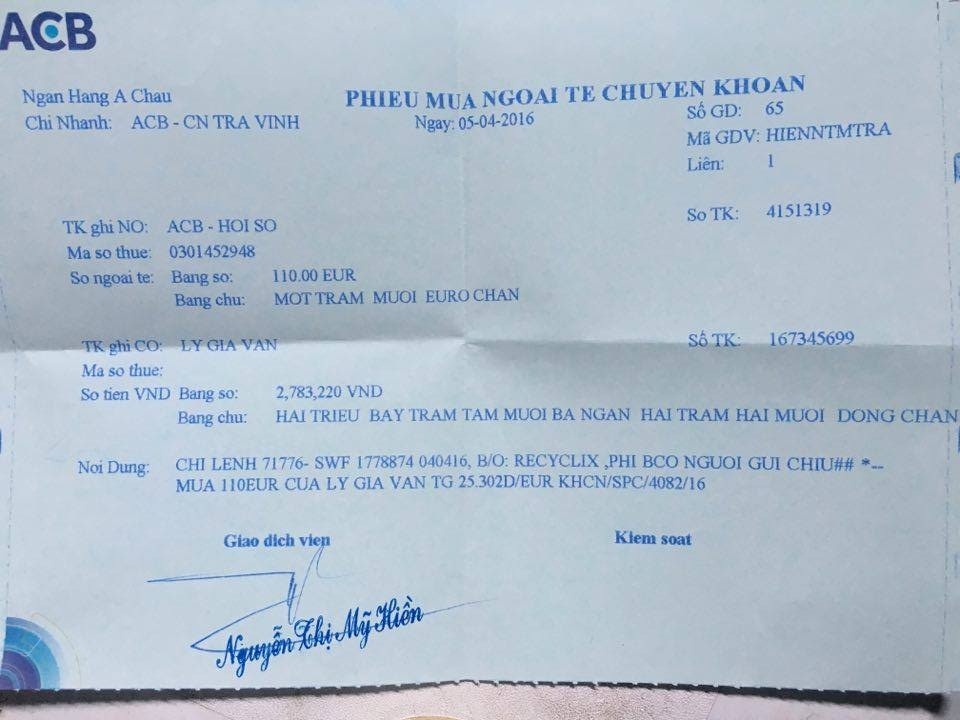 ACB
Ngan Hang A Chau
PHIEU MUA NGOAI TE CHUYEN KHOAN
Chi Nhanh: ACB - CN TRA VINH
Ngay: 05-04-2016
Số GD: 65
Mã GDV: HIENNTMTRA
Liên: 1
TK ghi NO: ACB - HOI SO
So TK: 4151319
Ma so thue: 0301452948
So ngoai te: Bang so: 110.00 EUR
Bang chu: MOT TRAM MUOI EURO CHAN
TK ghi CO: LY GIA VAN
Số TK: 167345699
Ma so thue:
So tien VND Bang so: 2,783,220 VND
Bang chu: HAI TRIEU BAY TRAM TAM MUOI BA NGAN HAI TRAM HAI MUOI DONG CHAN
Noi Dung: CHI LENH 71776- SWF 1778874 040416, B/O: RECYCLIX ,PHI BCO NGUOI GUI CHIU## *--
MUA 110EUR CUA LY GIA VAN TG 25.302D/EUR KHCN/SPC/4082/16
Giao dich vien
Kiem soat
Nguyễn Thị Mỹ Hiền